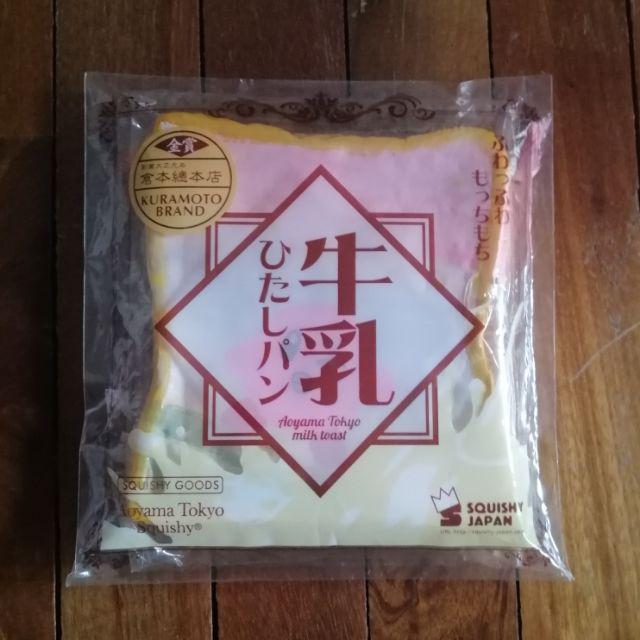 金賞
倉本總本店
KURAMOTO
BRAND
ふわっふわ
もっちもち
牛乳
ひたしパン
Aoyama Tokyo
milk toast
SQUISHY GOODS
Aoyama Tokyo
Squishy®
SQUISHY
JAPAN